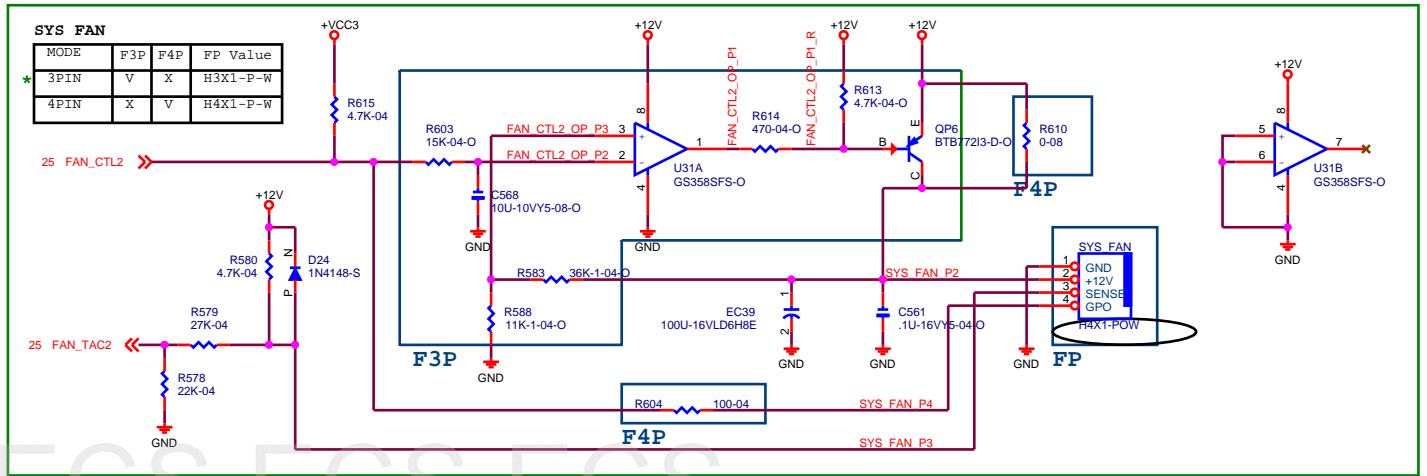 SYS FAN
MODE F3P F4P FP Value
* 3PIN V X H3X1-P-W
4PIN X V H4X1-P-W
+VCC3
+12V
+12V
+12V
+12V
R615
4.7K-04
FAN_CTL2_OP_P1
FAN_CTL2_OP_P1_R
R613
4.7K-04-O
R603
15K-04-O
FAN_CTL2_OP_P3
FAN_CTL2_OP_P2
3
2
8
4
1
+
-
U31A
GS358SFS-O
R614
470-04-O
B
E
C
QP6
BTB772I3-D-O
R610
0-08
F4P
5
6
8
4
7
+
-
U31B
GS358SFS-O
GND
25 FAN_CTL2
C568
10U-10VY5-08-O
GND
GND
+12V
R580
4.7K-04
N
P
D24
1N4148-S
R583
36K-1-04-O
SYS_FAN_P2
R588
11K-1-04-O
GND
F3P
1
2
EC39
100U-16VLD6H8E
GND
C561
.1U-16VY5-04-O
GND
SYS_FAN
1 GND
2 +12V
3 SENSE
4 GPO
H4X1-POW
GND
FP
R579
27K-04
25 FAN_TAC2
R578
22K-04
GND
R604
100-04
F4P
SYS_FAN_P4
SYS_FAN_P3
ECS ECS ECS